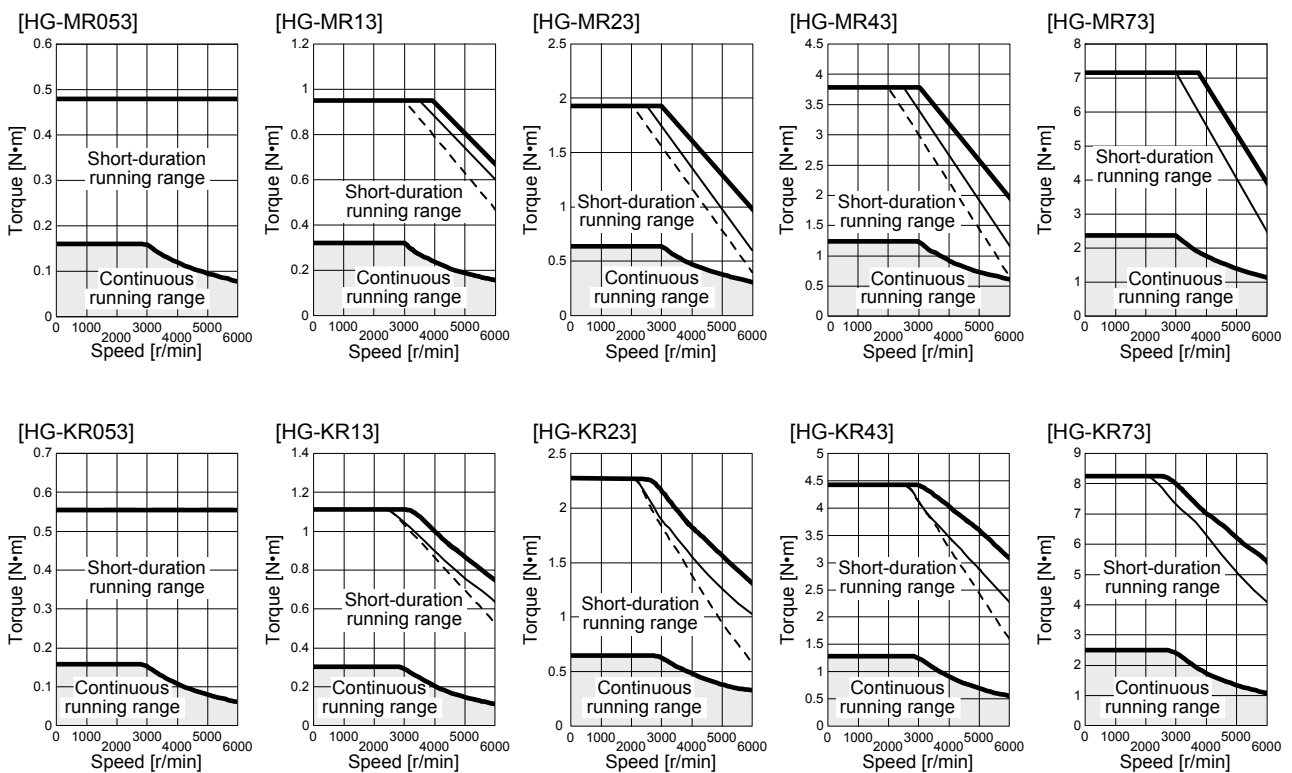 [HG-MR053]
Torque [N•m]
0.6
0.5
0.4
0.3
0.2
0.1
0
Short-duration
running range
Continuous
running range
0 1000 2000 3000 4000 5000 6000
Speed [r/min]
[HG-MR13]
Torque [N•m]
1.2
1
0.8
0.6
0.4
0.2
0
Short-duration
running range
Continuous
running range
0 1000 2000 3000 4000 5000 6000
Speed [r/min]
[HG-MR23]
Torque [N•m]
2.5
2
1.5
1
0.5
0
Short-duration
running range
Continuous
running range
0 1000 2000 3000 4000 5000 6000
Speed [r/min]
[HG-MR43]
Torque [N•m]
4.5
4
3.5
3
2.5
2
1.5
1
0.5
0
Short-duration
running range
Continuous
running range
0 1000 2000 3000 4000 5000 6000
Speed [r/min]
[HG-MR73]
Torque [N•m]
8
7
6
5
4
3
2
1
0
Short-duration
running range
Continuous
running range
0 1000 2000 3000 4000 5000 6000
Speed [r/min]
[HG-KR053]
Torque [N•m]
0.7
0.6
0.5
0.4
0.3
0.2
0.1
0
Short-duration
running range
Continuous
running range
0 1000 2000 3000 4000 5000 6000
Speed [r/min]
[HG-KR13]
Torque [N•m]
1.4
1.2
1.0
0.8
0.6
0.4
0.2
0
Short-duration
running range
Continuous
running range
0 1000 2000 3000 4000 5000 6000
Speed [r/min]
[HG-KR23]
Torque [N•m]
2.5
2
1.5
1
0.5
0
Short-duration
running range
Continuous
running range
0 1000 2000 3000 4000 5000 6000
Speed [r/min]
[HG-KR43]
Torque [N•m]
5
4.5
4
3.5
3
2.5
2
1.5
1
0.5
0
Short-duration
running range
Continuous
running range
0 1000 2000 3000 4000 5000 6000
Speed [r/min]
[HG-KR73]
Torque [N•m]
9
8
7
6
5
4
3
2
1
0
Short-duration
running range
Continuous
running range
0 1000 2000 3000 4000 5000 6000
Speed [r/min]